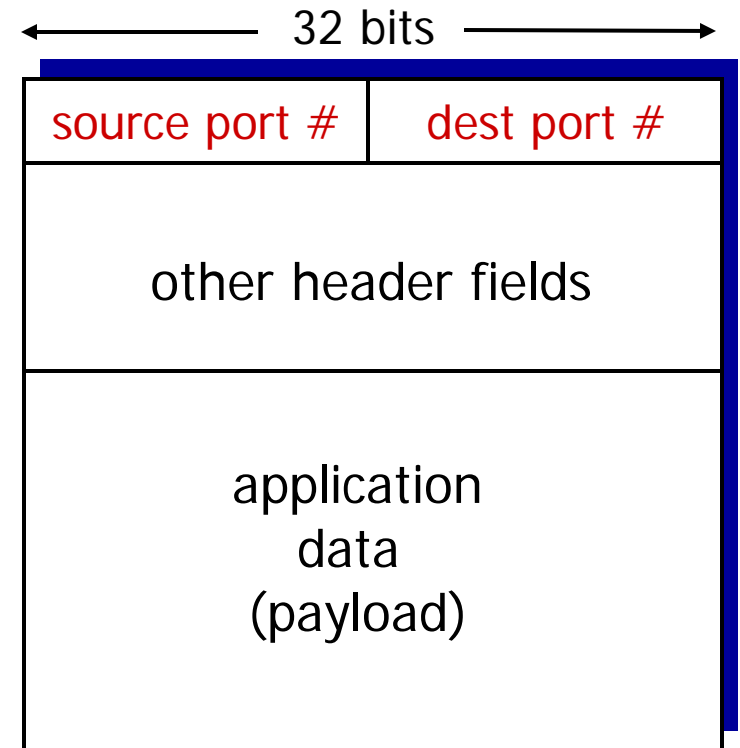 32 bits
source port # dest port #
other header fields
application
data
(payload)